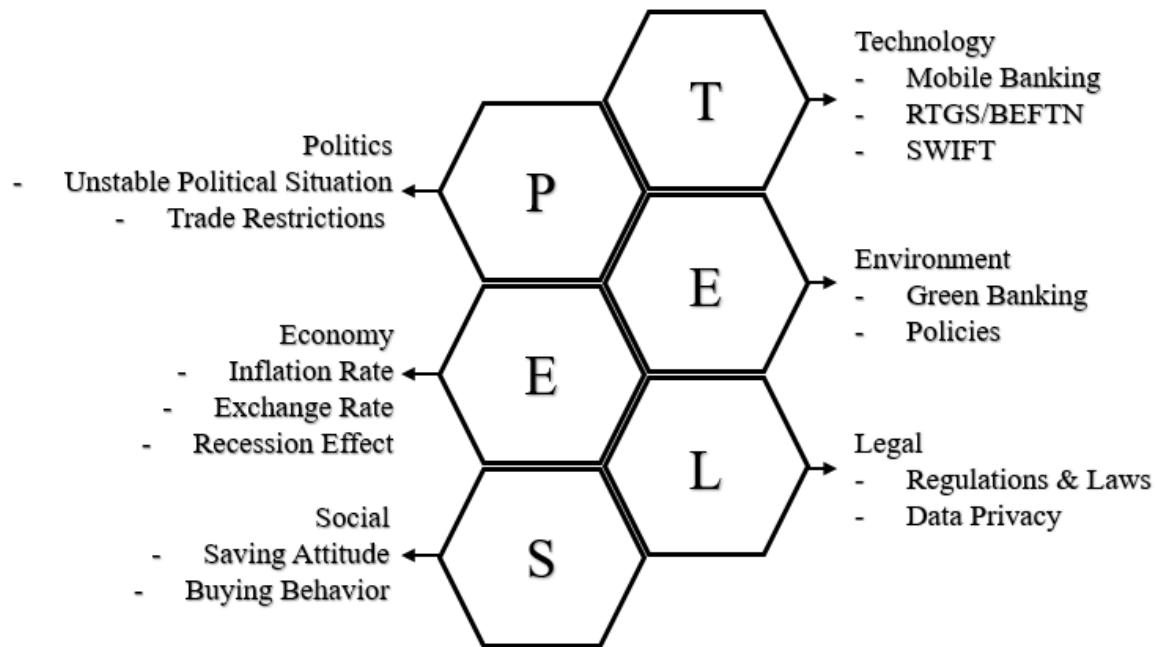 P
Politics
- Unstable Political Situation
- Trade Restrictions
E
Economy
- Inflation Rate
- Exchange Rate
- Recession Effect
S
Social
- Saving Attitude
- Buying Behavior
T
Technology
- Mobile Banking
- RTGS/BEFTN
- SWIFT
E
Environment
- Green Banking
- Policies
L
Legal
- Regulations & Laws
- Data Privacy